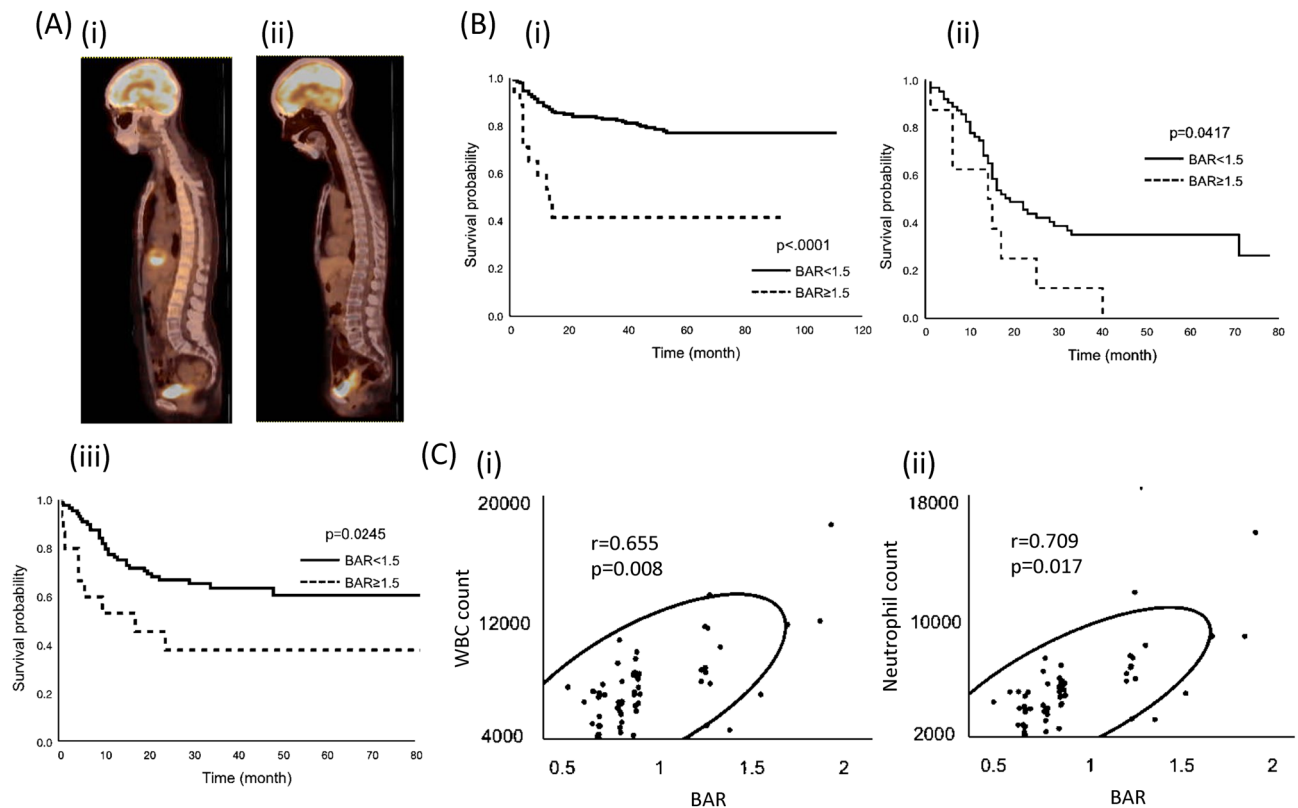 (A)
(i)
(ii)
(B)
(i)
Survival probability
1.0
0.8
0.6
0.4
0.2
0.0
p<.0001
BAR<1.5
BAR≥1.5
0 20 40 60 80 100 120
Time (month)
(ii)
Survival probability
1.0
0.8
0.6
0.4
0.2
0.0
p=0.0417
BAR<1.5
BAR≥1.5
0 10 20 30 40 50 60 70 80
Time (month)
(iii)
Survival probability
1.0
0.8
0.6
0.4
0.2
0.0
p=0.0245
BAR<1.5
BAR≥1.5
0 10 20 30 40 50 60 70 80
Time (month)
(C)
(i)
WBC count
20000
12000
4000
r=0.655
p=0.008
0.5 1 1.5 2
BAR
(ii)
Neutrophil count
18000
10000
2000
r=0.709
p=0.017
0.5 1 1.5 2
BAR